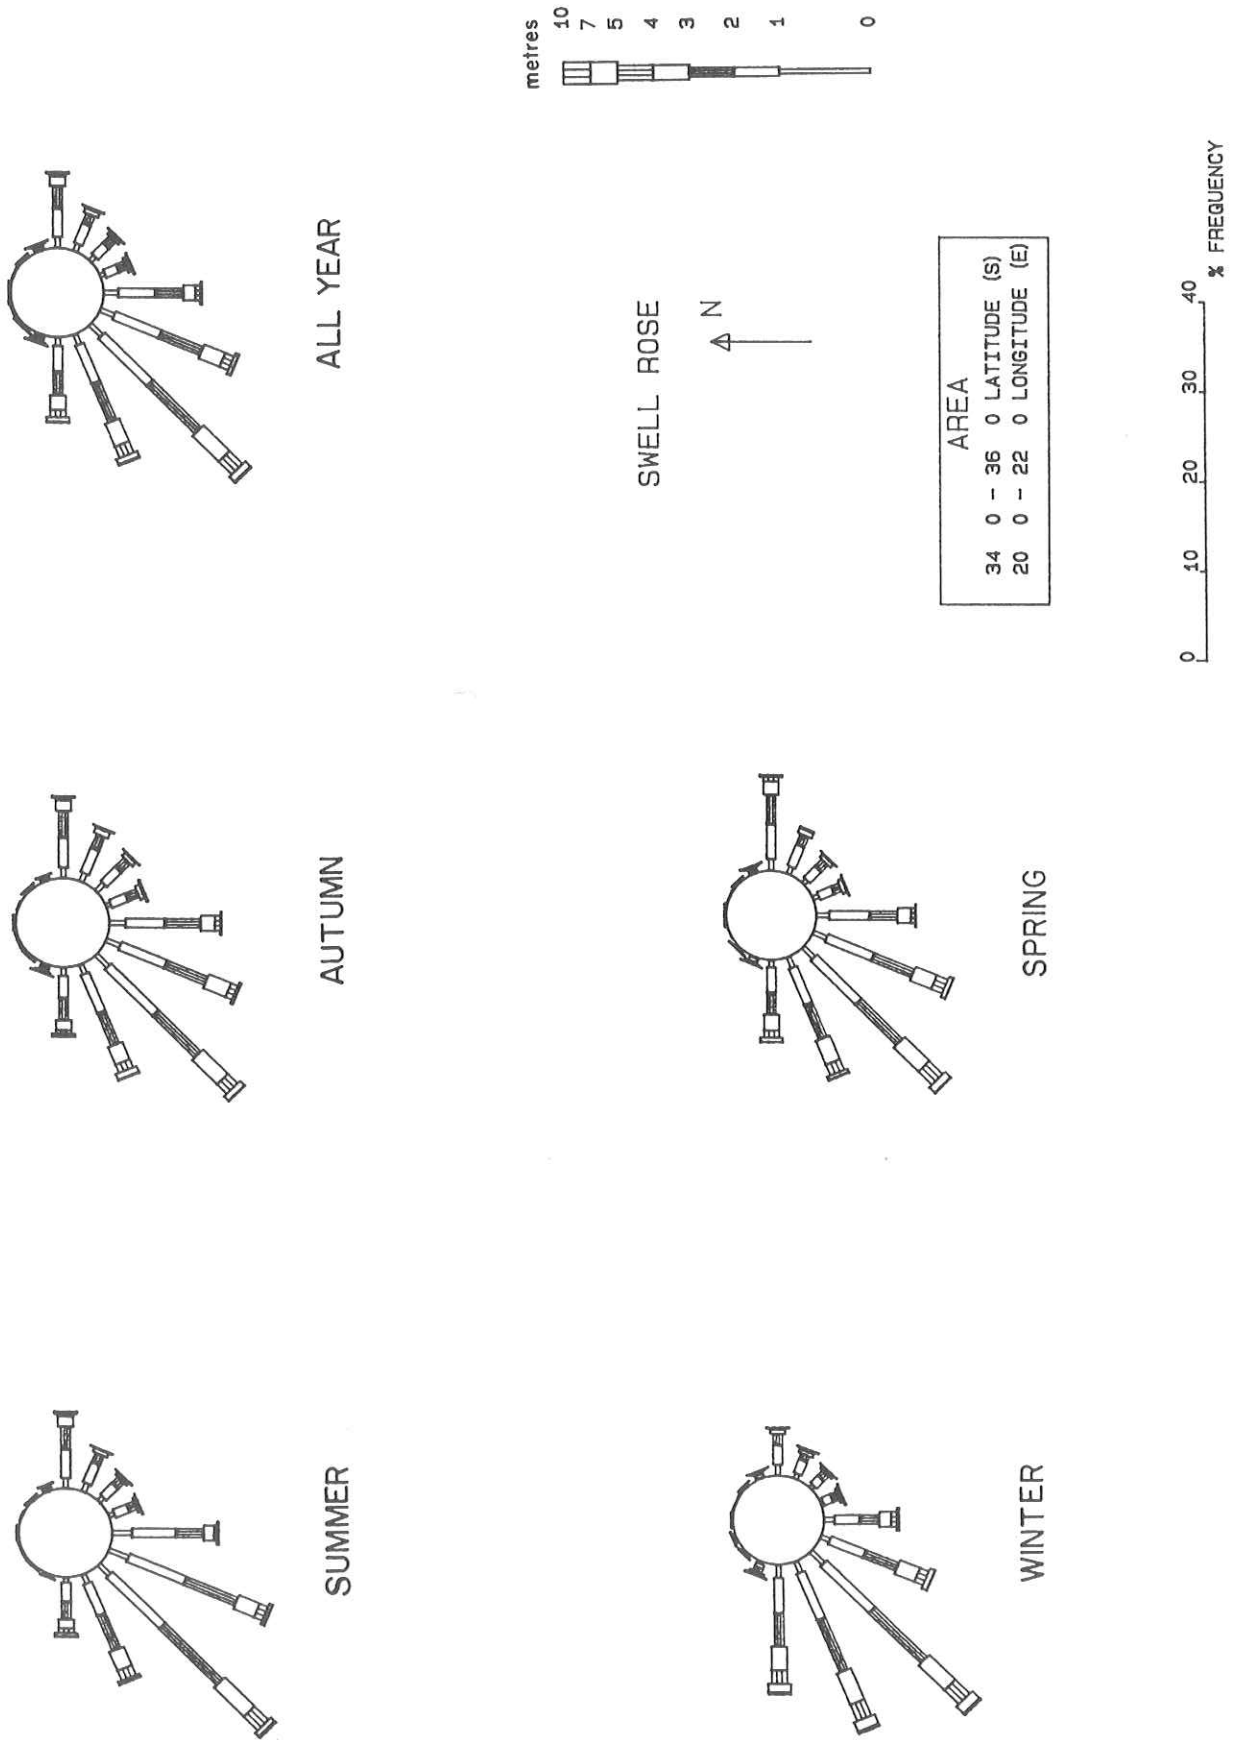 SUMMER
AUTUMN
ALL YEAR
WINTER
SPRING
SWELL ROSE
N
AREA
34 0 - 36 0 LATITUDE (S)
20 0 - 22 0 LONGITUDE (E)
metres
10
7
5
4
3
2
1
0
0 10 20 30 40
% FREQUENCY